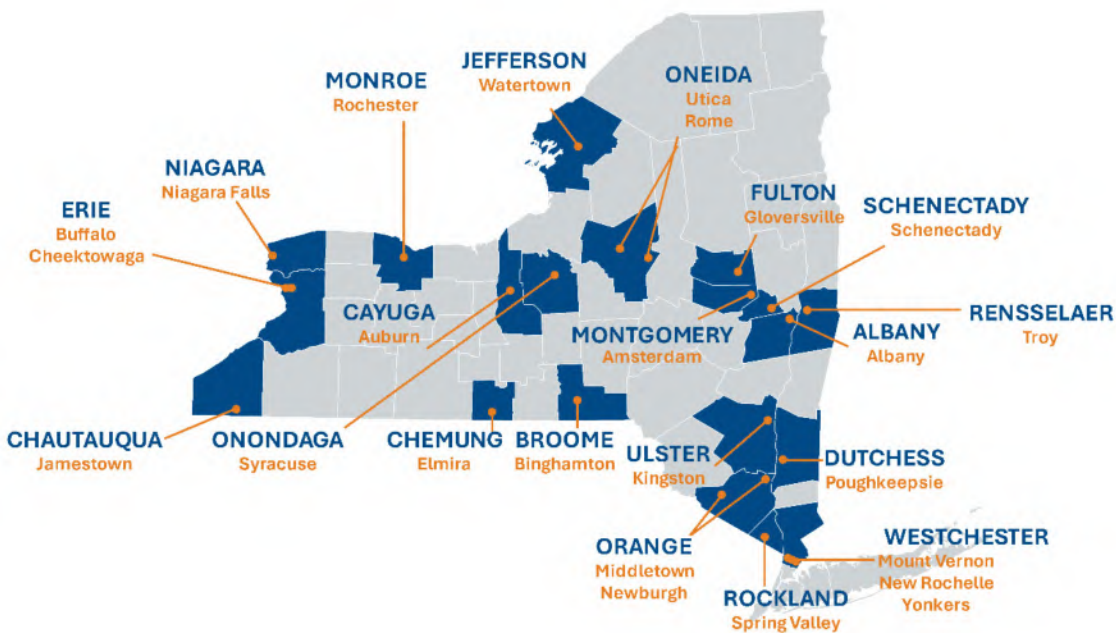 JEFFERSON
Watertown
ONEIDA
Utica
Rome
MONROE
Rochester
NIAGARA
Niagara Falls
FULTON
Gloversville
SCHENECTADY
Schenectady
ERIE
Buffalo
Cheektowaga
CAYUGA
Auburn
MONTGOMERY
Amsterdam
ALBANY
Albany
RENSSELAER
Troy
CHAUTAUQUA
Jamestown
ONONDAGA
Syracuse
CHEMUNG
Elmira
BROOME
Binghamton
ULSTER
Kingston
DUTCHESS
Poughkeepsie
ORANGE
Middletown
Newburgh
WESTCHESTER
Mount Vernon
New Rochelle
Yonkers
ROCKLAND
Spring Valley